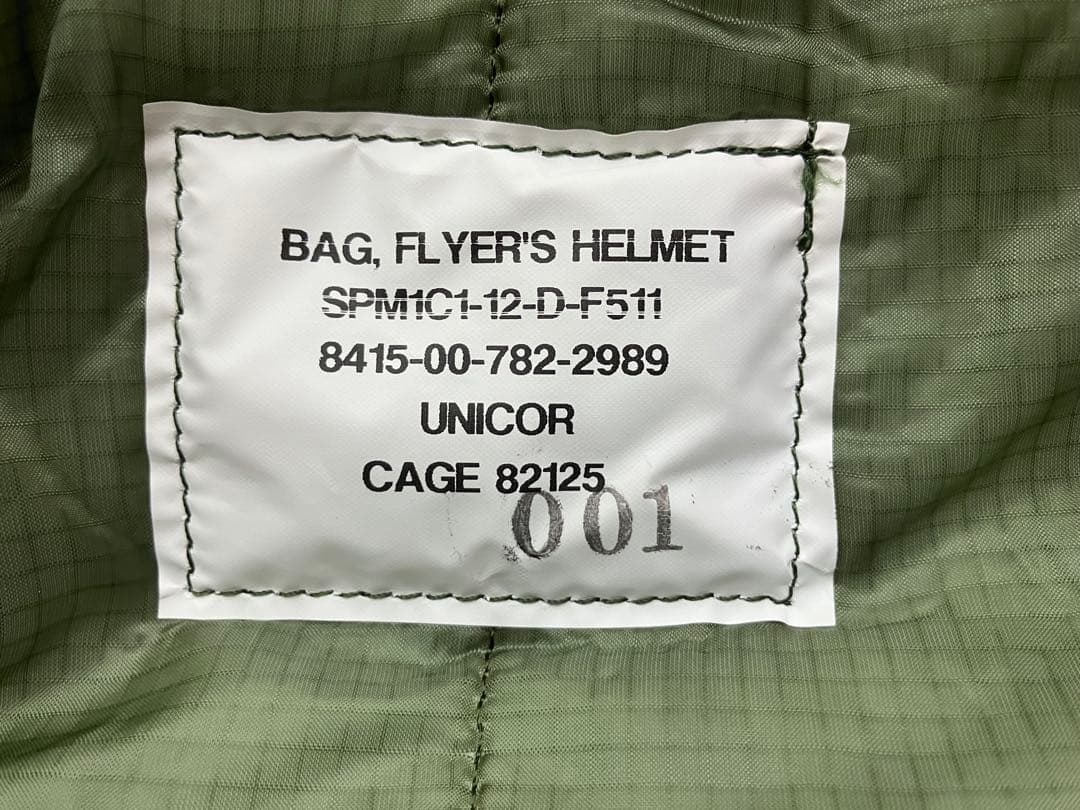 BAG, FLYER'S HELMET
SPM1C1-12-D-F511
8415-00-782-2989
UNICOR
CAGE 82125
001